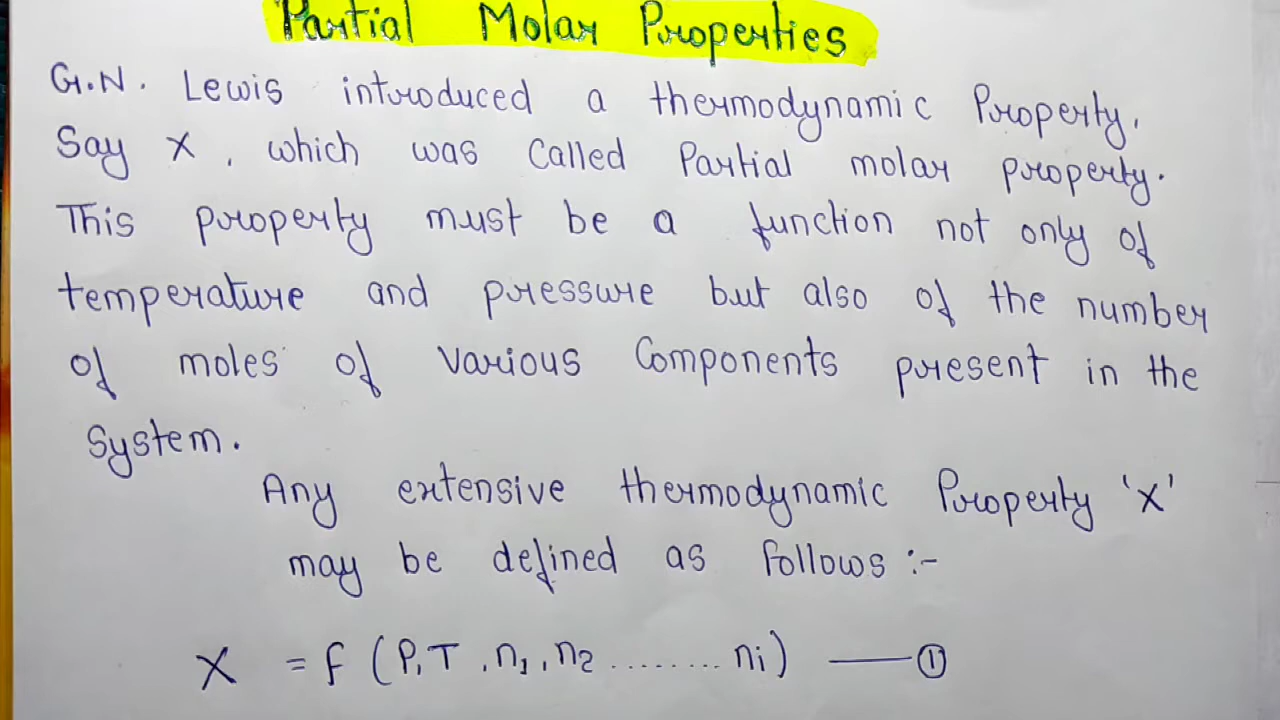 Partial Molar Properties
G.N. Lewis introduced a thermodynamic Property,
Say X, which was Called Partial molar property.
This property must be a function not only of
temperature and pressure but also of the number
of moles of various Components present in the
System.
Any extensive thermodynamic Property 'X'
may be defined as follows :-
X = f (P, T, n1, n2 ........ ni) —— ①